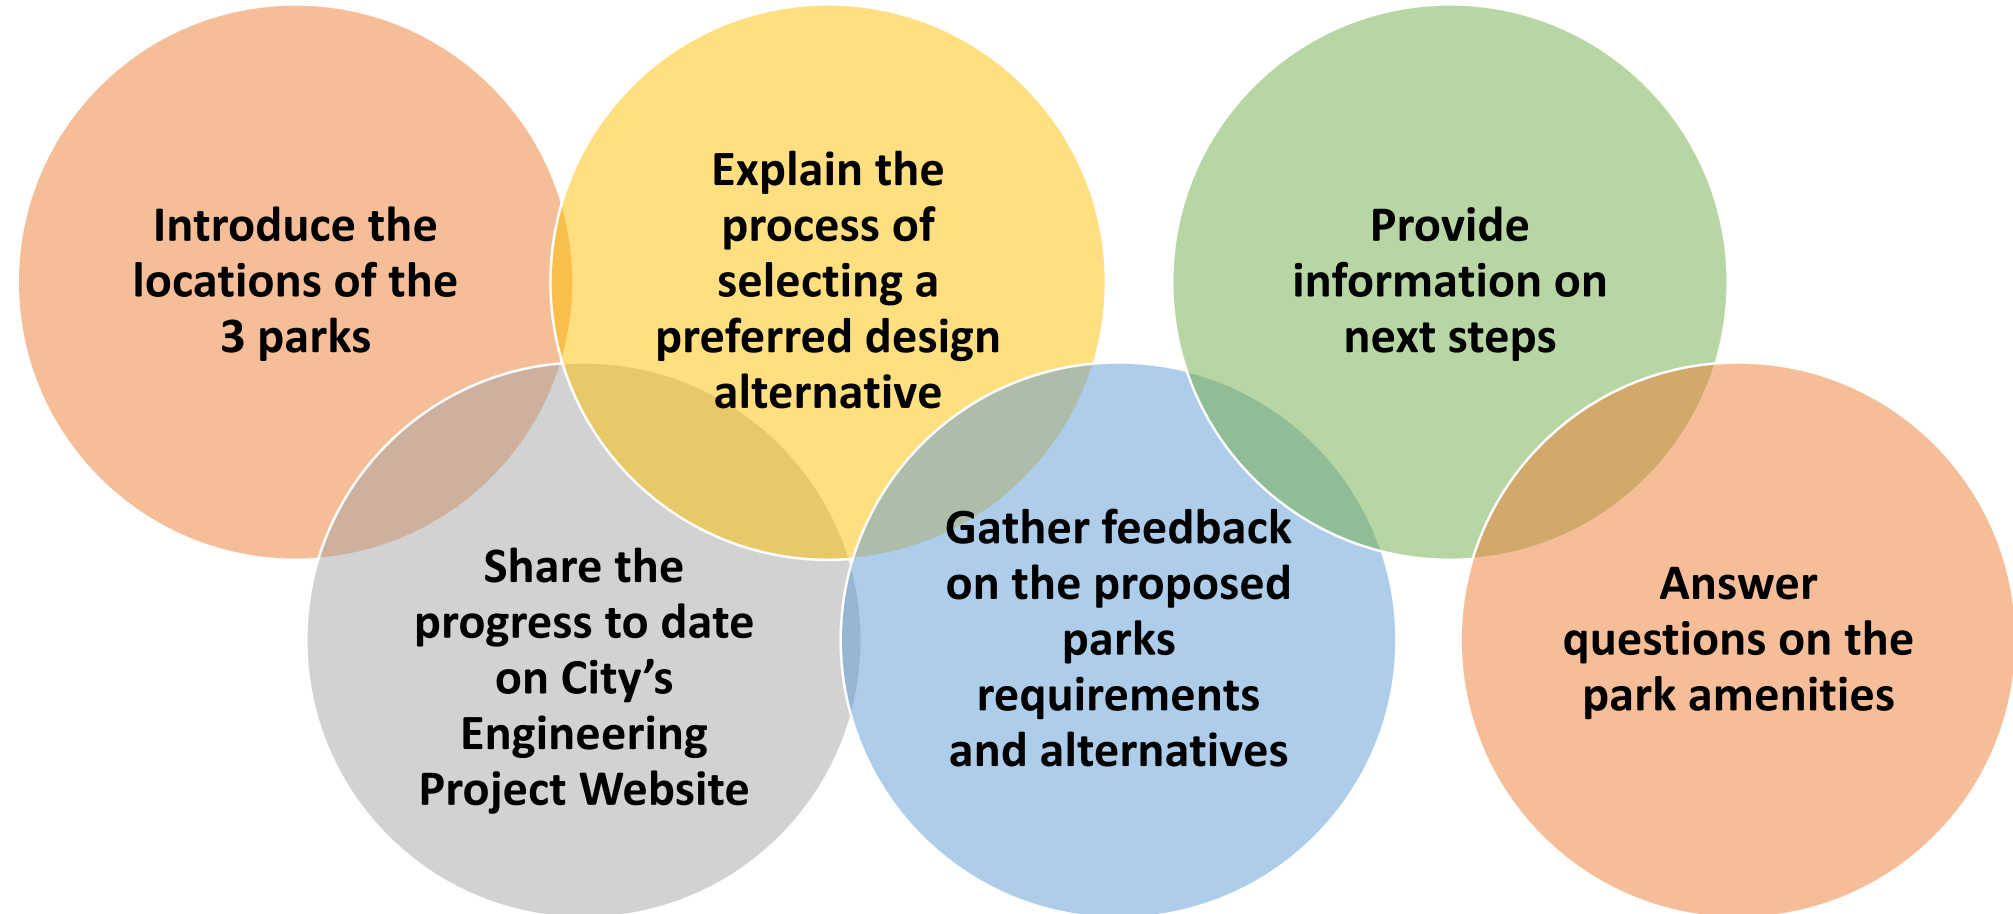 Introduce the
locations of the
3 parks
Share the
progress to date
on City’s
Engineering
Project Website
Explain the
process of
selecting a
preferred design
alternative
Gather feedback
on the proposed
parks
requirements
and alternatives
Provide
information on
next steps
Answer
questions on the
park amenities